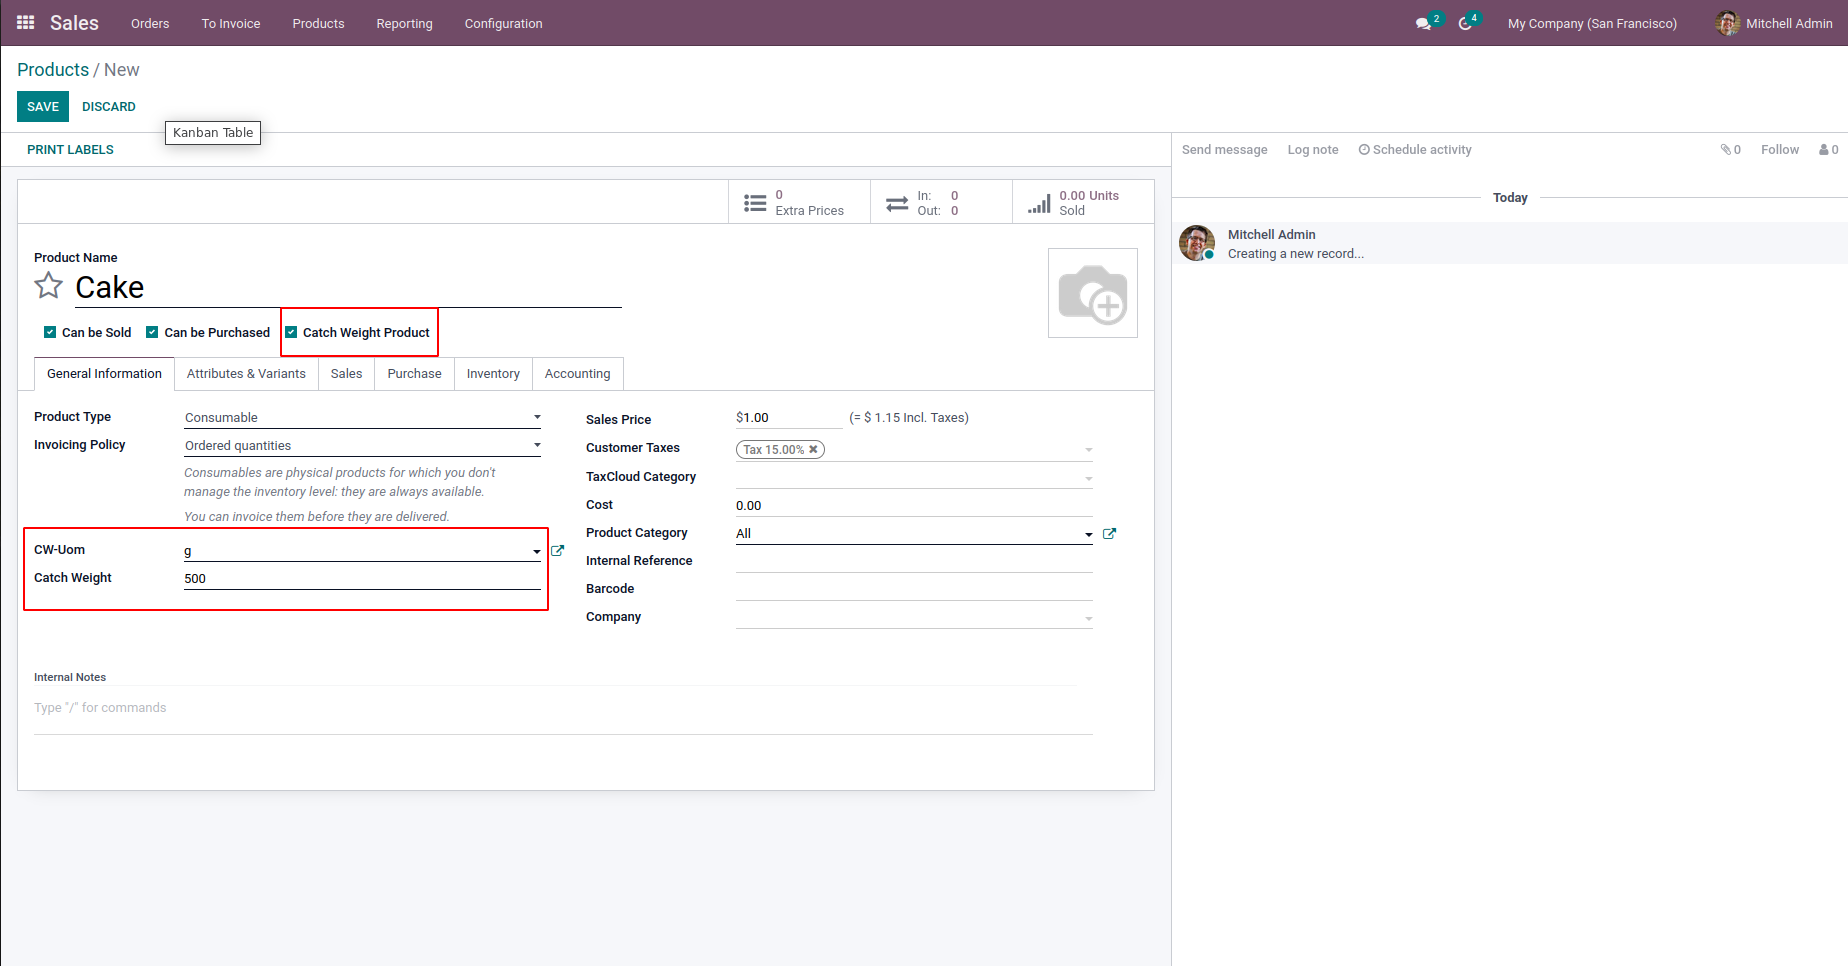 Sales Orders To Invoice Products Reporting Configuration 2 4 My Company (San Francisco) Mitchell Admin
Products / New
SAVE DISCARD
Kanban Table
PRINT LABELS
0
Extra Prices
In: 0
Out: 0
0.00 Units
Sold
Product Name
Cake
Can be Sold Can be Purchased Catch Weight Product
General Information Attributes & Variants Sales Purchase Inventory Accounting
Product Type Consumable
Invoicing Policy Ordered quantities
Consumables are physical products for which you don't
manage the inventory level: they are always available.
You can invoice them before they are delivered.
CW-Uom g
Catch Weight 500
Sales Price $1.00 (= $ 1.15 Incl. Taxes)
Customer Taxes Tax 15.00% ✖
TaxCloud Category
Cost 0.00
Product Category All
Internal Reference
Barcode
Company
Internal Notes
Type "/" for commands
Send message Log note Schedule activity 0 Follow 0
Today
Mitchell Admin
Creating a new record...